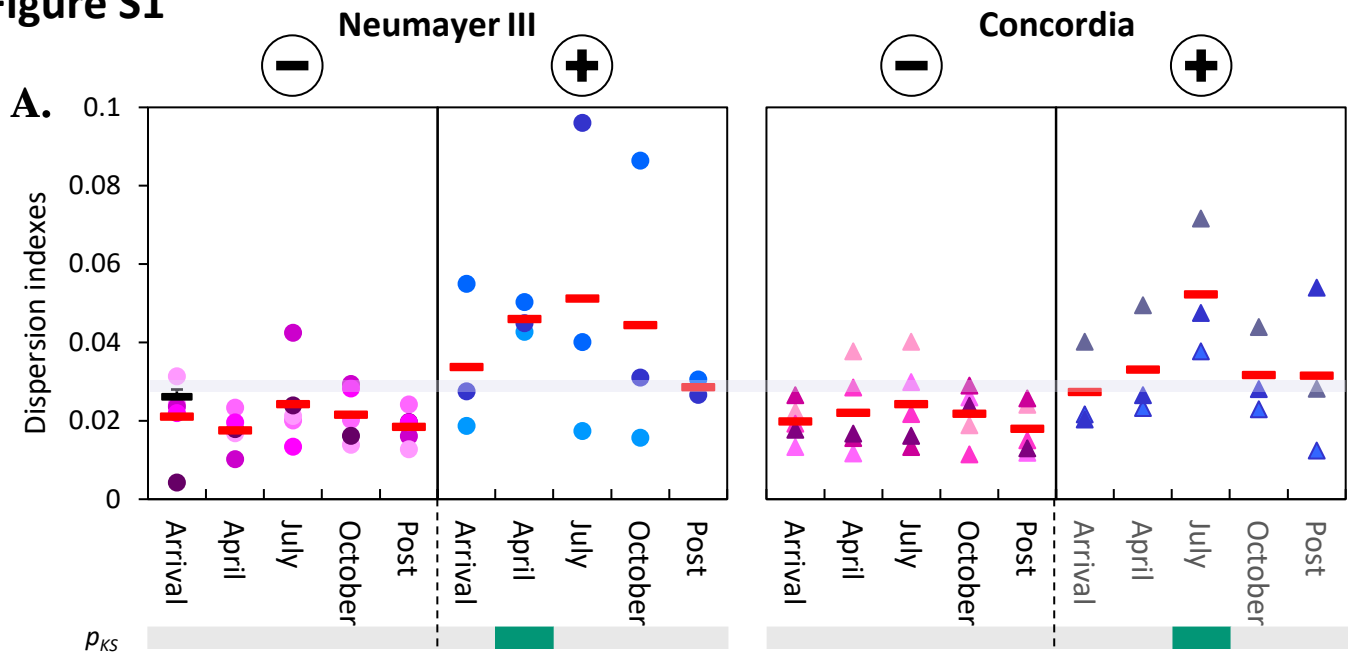 Figure S1
Neumayer III
Concordia
− + − +
A.
Dispersion indexes
0.1
0.08
0.06
0.04
0.02
0
Arrival April July October Post Arrival April July October Post
Arrival April July October Post Arrival April July October Post
pKS